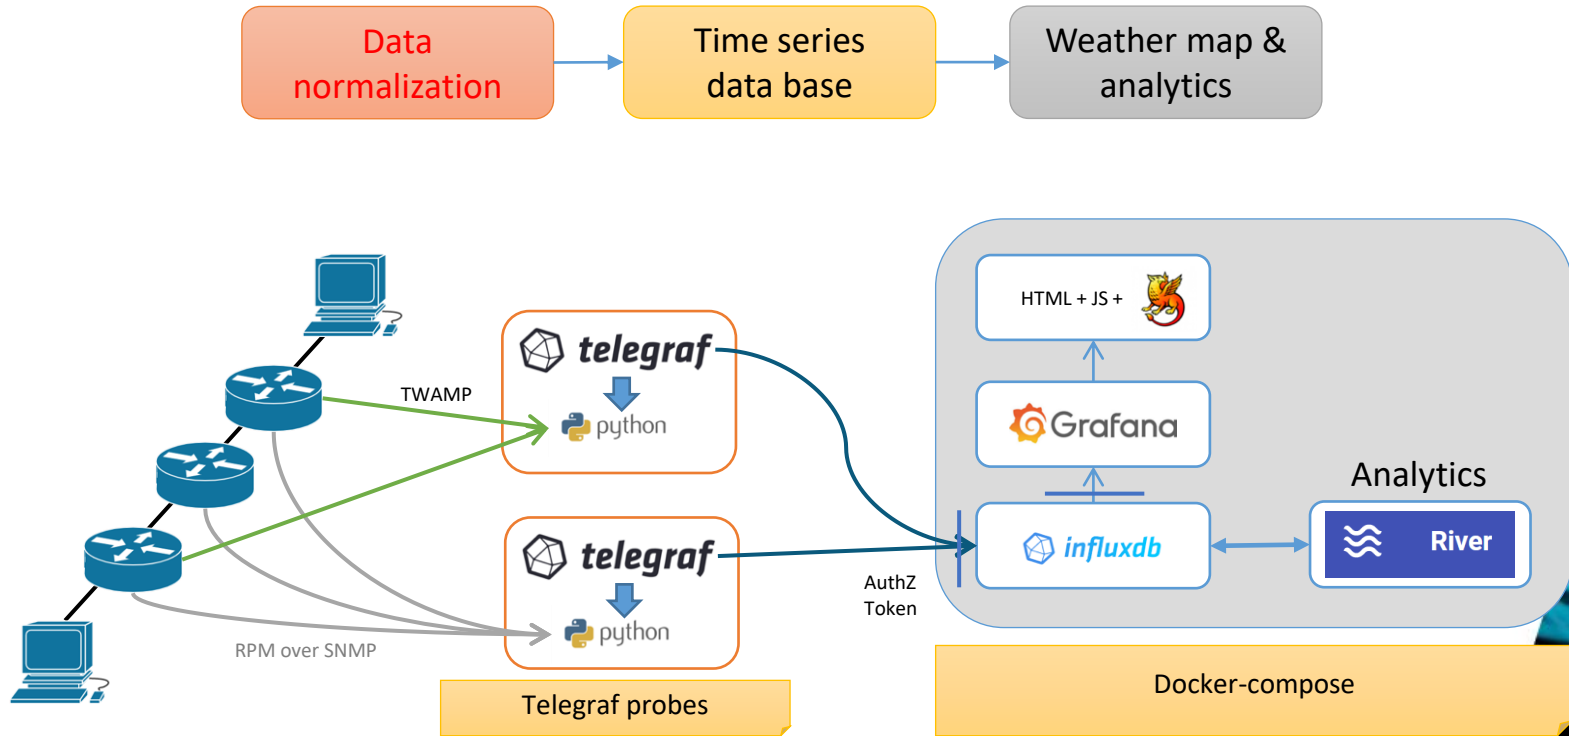 Data
normalization
Time series
data base
Weather map &
analytics
HTML + JS +
telegraf
python
TWAMP
Grafana
Analytics
telegraf
python
influxdb
River
AuthZ
Token
RPM over SNMP
Telegraf probes
Docker-compose